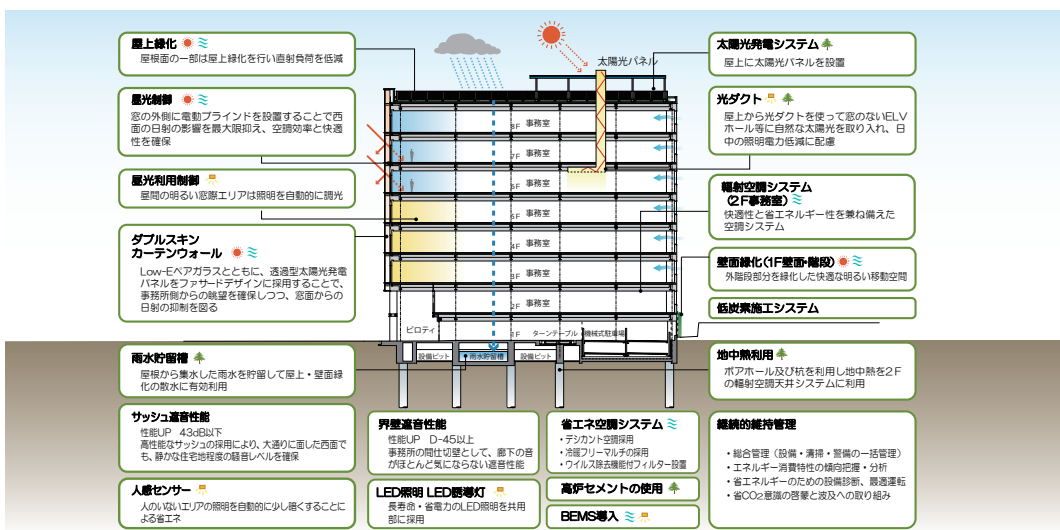 屋上緑化
屋根面の一部は屋上緑化を行い直射負荷を低減
昼光制御
窓の外側に電動ブラインドを設置することで西
面の日射の影響を最大限抑え、空調効率と快適
性を確保
昼光利用制御
昼間の明るい窓際エリアは照明を自動的に調光
ダブルスキン
カーテンウォール
Low-Eペアガラスとともに、透過型太陽光発電
パネルをファサードデザインに採用することで、
事務所側からの眺望を確保しつつ、窓面からの
日射の抑制を図る
雨水貯留槽
屋根から集水した雨水を貯留して屋上・壁面緑
化の散水に有効利用
サッシュ遮音性能
性能UP 43dB以下
高性能なサッシュの採用により、大通りに面した西面で
も、静かな住宅地程度の騒音レベルを確保
人感センサー
人のいないエリアの照明を自動的に少し暗くすることに
よる省エネ
太陽光パネル
8F 事務室
7F 事務室
6F 事務室
5F 事務室
4F 事務室
3F 事務室
2F 事務室
ピロティ
1F ターンテーブル 機械式駐車場
設備ピット 雨水貯留槽 設備ピット
界壁遮音性能
性能UP D-45以上
事務所の間仕切壁として、廊下の音
がほとんど気にならない遮音性能
LED照明 LED誘導灯
長寿命・省電力のLED照明を共用
部に採用
省エネ空調システム
・デシカント空調採用
・冷暖フリーマルチの採用
・ウイルス除去機能付フィルター設置
高炉セメントの使用
BEMS導入
太陽光発電システム
屋上に太陽光パネルを設置
光ダクト
屋上から光ダクトを使って窓のないELV
ホール等に自然な太陽光を取り入れ、日
中の照明電力低減に配慮
輻射空調システム
(2F事務室)
快適性と省エネルギー性を兼ね備えた
空調システム
壁面緑化(1F壁面・階段)
外階段部分を緑化した快適な明るい移動空間
低炭素施工システム
地中熱利用
ボアホール及び杭を利用し地中熱を2F
の輻射空調天井システムに利用
継続的維持管理
・総合管理（設備・清掃・警備の一括管理）
・エネルギー消費特性の傾向把握・分析
・省エネルギーのための設備診断、最適運転
・省CO2意識の啓蒙と波及への取り組み